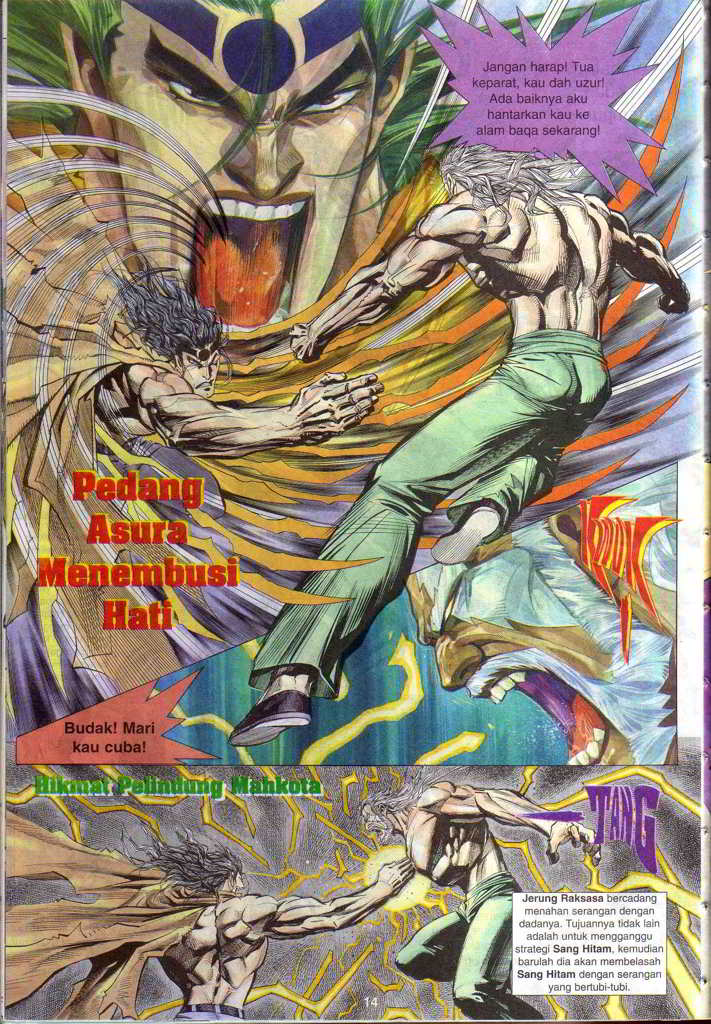 Jangan harap! Tua
keparat, kau dah uzur!
Ada baiknya aku
hantarkan kau ke
alam baqa sekarang!
Pedang
Asura
Menembusi
Hati
Budak! Mari
kau cuba!
Hikmat Pelindung Mahkota
TANG
Jerung Raksasa bercadang
menahan serangan dengan
dadanya. Tujuannya tidak lain
adalah untuk mengganggu
strategi Sang Hitam, kemudian
barulah dia akan membelasah
Sang Hitam dengan serangan
yang bertubi-tubi.
14